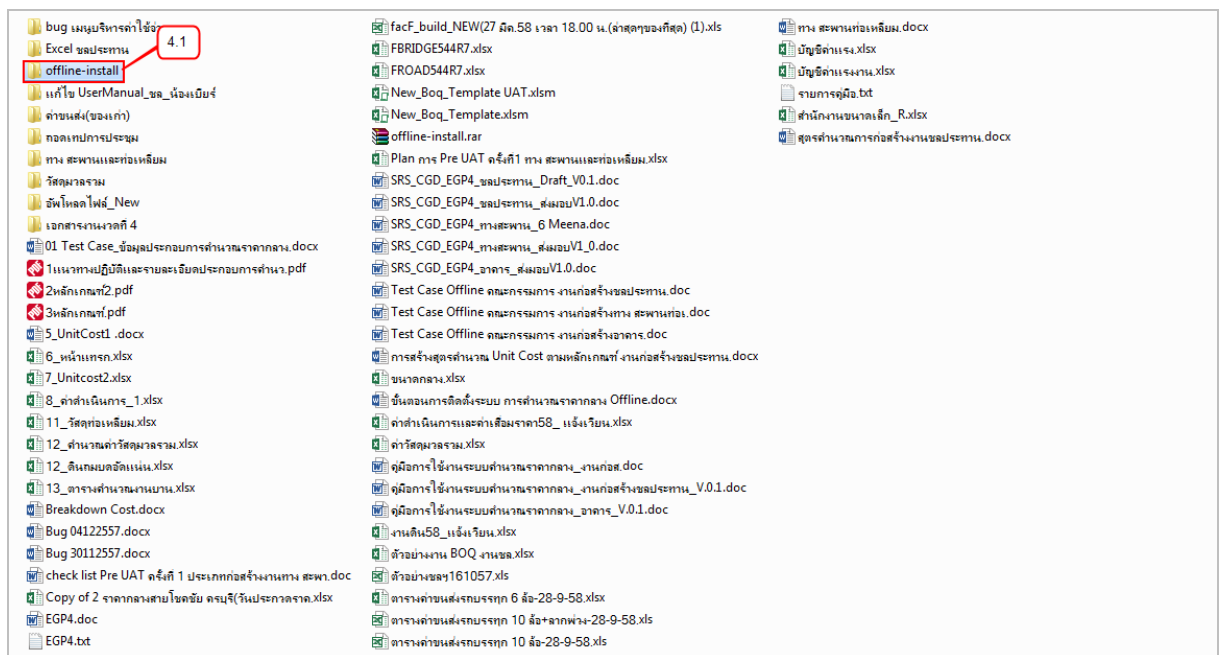 bug เมนูบริหารค่าใช้จ่า
4.1
Excel ชลประทาน
offline-install
แก้ไข UserManual_ชล_น้องเบียร์
ค่าขนส่ง(ของเก่า)
ถอดเทปการประชุม
ทาง สะพานและท่อเหลี่ยม
วัสดุมวลรวม
อัพโหลดไฟล์_New
เอกสารงานงวดที่ 4
01 Test Case_ข้อมูลประกอบการคำนวณราคากลาง.docx
1แนวทางปฏิบัติและรายละเอียดประกอบการคำนว.pdf
2หลักเกณฑ์2.pdf
3หลักเกณฑ์.pdf
5_UnitCost1 .docx
6_หน้าแทรก.xlsx
7_Unitcost2.xlsx
8_ค่าดำเนินการ_1.xlsx
11_วัสดุท่อเหลี่ยม.xlsx
12_คำนวณค่าวัสดุมวลรวม.xlsx
12_ดินถมบดอัดแน่น.xlsx
13_ตารางคำนวณงานบาน.xlsx
Breakdown Cost.docx
Bug 04122557.docx
Bug 30112557.docx
check list Pre UAT ครั้งที่ 1 ประเภทก่อสร้างงานทาง สะพา.doc
Copy of 2 ราคากลางสายโชคชัย ครบุรี(วันประกวดราค.xlsx
EGP4.doc
EGP4.txt
facF_build_NEW(27 มีค.58 เวลา 18.00 น.(ล่าสุดๆของที่สุด) (1).xls
FBRIDGE544R7.xlsx
FROAD544R7.xlsx
New_Boq_Template UAT.xlsm
New_Boq_Template.xlsm
offline-install.rar
Plan การ Pre UAT ครั้งที่1 ทาง สะพานและท่อเหลี่ยม.xlsx
SRS_CGD_EGP4_ชลประทาน_Draft_V0.1.doc
SRS_CGD_EGP4_ชลประทาน_ส่งมอบV1.0.doc
SRS_CGD_EGP4_ทางสะพาน_6 Meena.doc
SRS_CGD_EGP4_ทางสะพาน_ส่งมอบV1_0.doc
SRS_CGD_EGP4_อาคาร_ส่งมอบV1.0.doc
Test Case Offline คณะกรรมการ งานก่อสร้างชลประทาน.doc
Test Case Offline คณะกรรมการ งานก่อสร้างทาง สะพานท่อเ.doc
Test Case Offline คณะกรรมการ งานก่อสร้างอาคาร.doc
การสร้างสูตรคำนวณ Unit Cost ตามหลักเกณฑ์ งานก่อสร้างชลประทาน.docx
ขนาดกลาง.xlsx
ขั้นตอนการติดตั้งระบบ การคำนวณราคากลาง Offline.docx
ค่าดำเนินการและค่าเสื่อมราคา58_ แจ้งเวียน.xlsx
ค่าวัสดุมวลรวม.xlsx
คู่มือการใช้งานระบบคำนวณราคากลาง_งานก่อส.doc
คู่มือการใช้งานระบบคำนวณราคากลาง_งานก่อสร้างชลประทาน_V.0.1.doc
คู่มือการใช้งานระบบคำนวณราคากลาง_อาคาร_V.0.1.doc
งานดิน58_แจ้งเวียน.xlsx
ตัวอย่างงาน BOQ งานชล.xlsx
ตัวอย่างชลฯ161057.xls
ตารางค่าขนส่งรถบรรทุก 6 ล้อ-28-9-58.xlsx
ตารางค่าขนส่งรถบรรทุก 10 ล้อ+ลากพ่วง-28-9-58.xls
ตารางค่าขนส่งรถบรรทุก 10 ล้อ-28-9-58.xls
ทาง สะพานท่อเหลี่ยม.docx
บัญชีค่าแรง.xlsx
บัญชีค่าแรงงาน.xlsx
รายการคู่มือ.txt
สำนักงานขนาดเล็ก_R.xlsx
สูตรคำนวณการก่อสร้างงานชลประทาน.docx